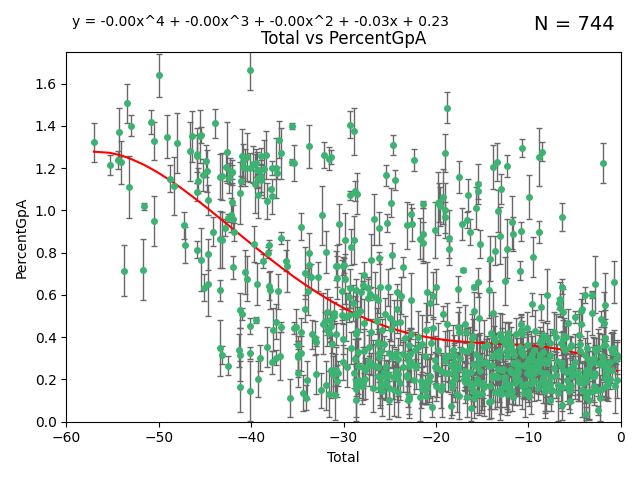 y = -0.00x^4 + -0.00x^3 + -0.00x^2 + -0.03x + 0.23
N = 744
Total vs PercentGpA
PercentGpA
1.6
1.4
1.2
1.0
0.8
0.6
0.4
0.2
0.0
−60 −50 −40 −30 −20 −10 0
Total